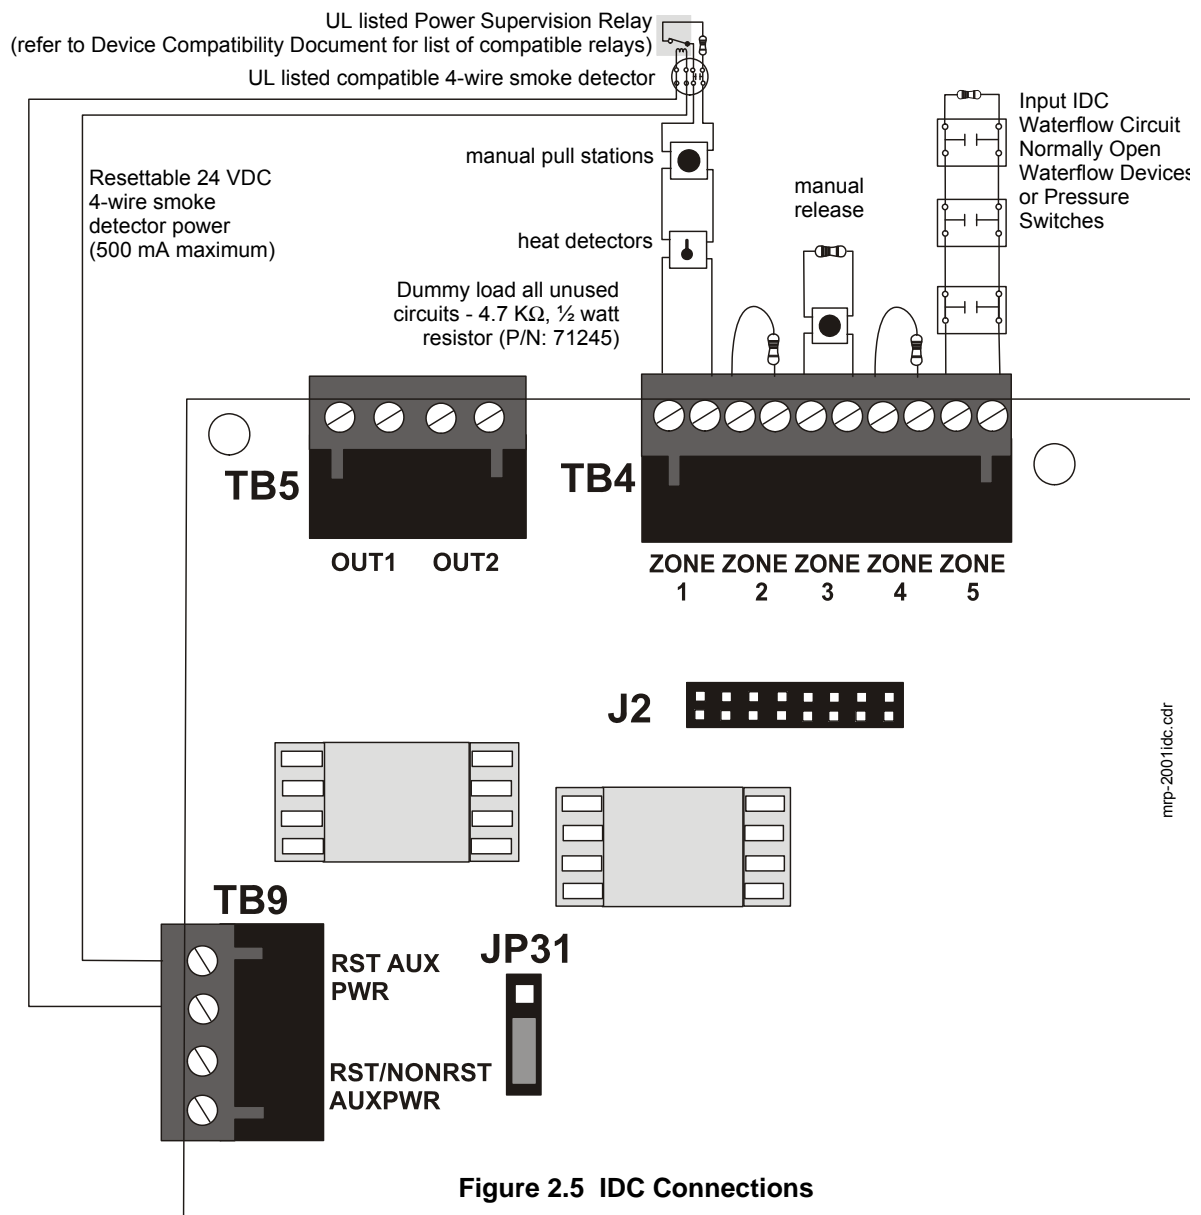 UL listed Power Supervision Relay
(refer to Device Compatibility Document for list of compatible relays)
UL listed compatible 4-wire smoke detector
manual pull stations
heat detectors
Resettable 24 VDC
4-wire smoke
detector power
(500 mA maximum)
Dummy load all unused
circuits - 4.7 KΩ, ½ watt
resistor (P/N: 71245)
manual
release
Input IDC
Waterflow Circuit
Normally Open
Waterflow Devices
or Pressure
Switches
TB5
OUT1 OUT2
TB4
ZONE ZONE ZONE ZONE ZONE
1 2 3 4 5
J2
mrp-2001idc.cdr
TB9
RST AUX
PWR
RST/NONRST
AUXPWR
JP31
Figure 2.5 IDC Connections